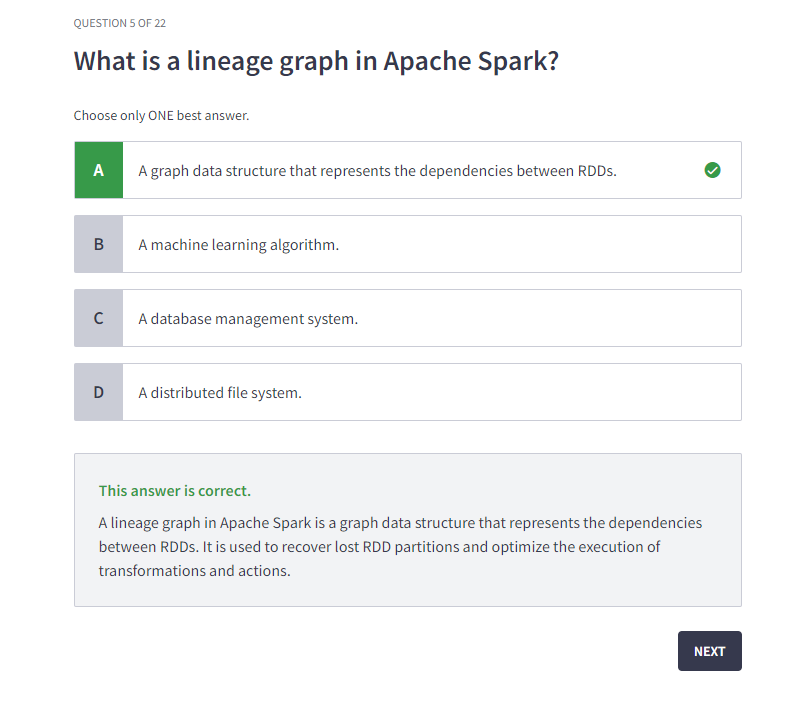 QUESTION 5 OF 22
What is a lineage graph in Apache Spark?
Choose only ONE best answer.
A A graph data structure that represents the dependencies between RDDs.
B A machine learning algorithm.
C A database management system.
D A distributed file system.
This answer is correct.
A lineage graph in Apache Spark is a graph data structure that represents the dependencies
between RDDs. It is used to recover lost RDD partitions and optimize the execution of
transformations and actions.
NEXT